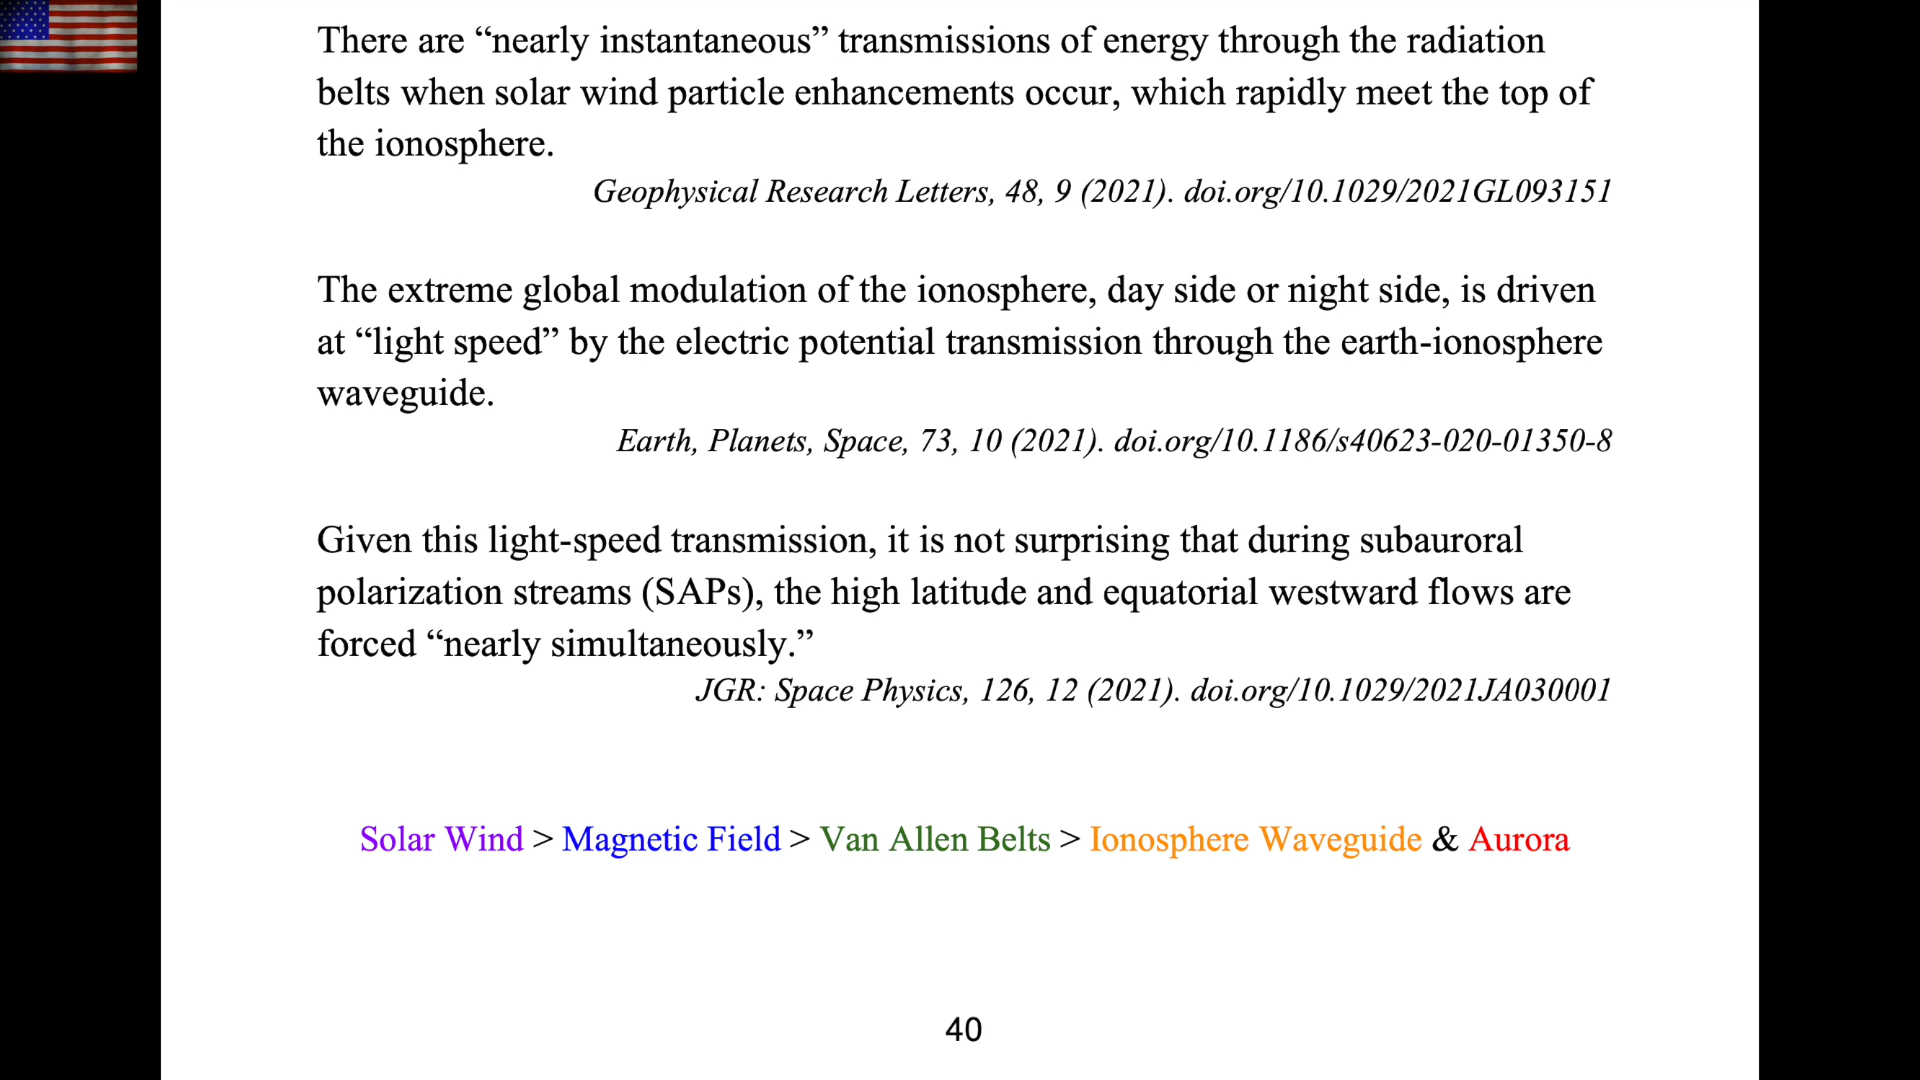 There are “nearly instantaneous” transmissions of energy through the radiation
belts when solar wind particle enhancements occur, which rapidly meet the top of
the ionosphere.
Geophysical Research Letters, 48, 9 (2021). doi.org/10.1029/2021GL093151
The extreme global modulation of the ionosphere, day side or night side, is driven
at “light speed” by the electric potential transmission through the earth-ionosphere
waveguide.
Earth, Planets, Space, 73, 10 (2021). doi.org/10.1186/s40623-020-01350-8
Given this light-speed transmission, it is not surprising that during subauroral
polarization streams (SAPs), the high latitude and equatorial westward flows are
forced “nearly simultaneously.”
JGR: Space Physics, 126, 12 (2021). doi.org/10.1029/2021JA030001
Solar Wind > Magnetic Field > Van Allen Belts > Ionosphere Waveguide & Aurora
40